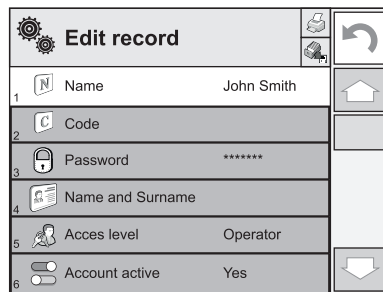 Edit record
1 N Name John Smith
2 C Code
3 Password *******
4 Name and Surname
5 Acces level Operator
6 Account active Yes